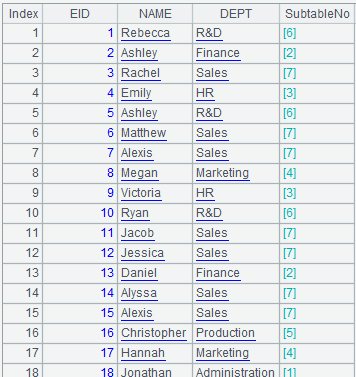 Index EID NAME DEPT SubtableNo
1 1 Rebecca R&D [6]
2 2 Ashley Finance [2]
3 3 Rachel Sales [7]
4 4 Emily HR [3]
5 5 Ashley R&D [6]
6 6 Matthew Sales [7]
7 7 Alexis Sales [7]
8 8 Megan Marketing [4]
9 9 Victoria HR [3]
10 10 Ryan R&D [6]
11 11 Jacob Sales [7]
12 12 Jessica Sales [7]
13 13 Daniel Finance [2]
14 14 Alyssa Sales [7]
15 15 Alexis Sales [7]
16 16 Christopher Production [5]
17 17 Hannah Marketing [4]
18 18 Jonathan Administration [1]